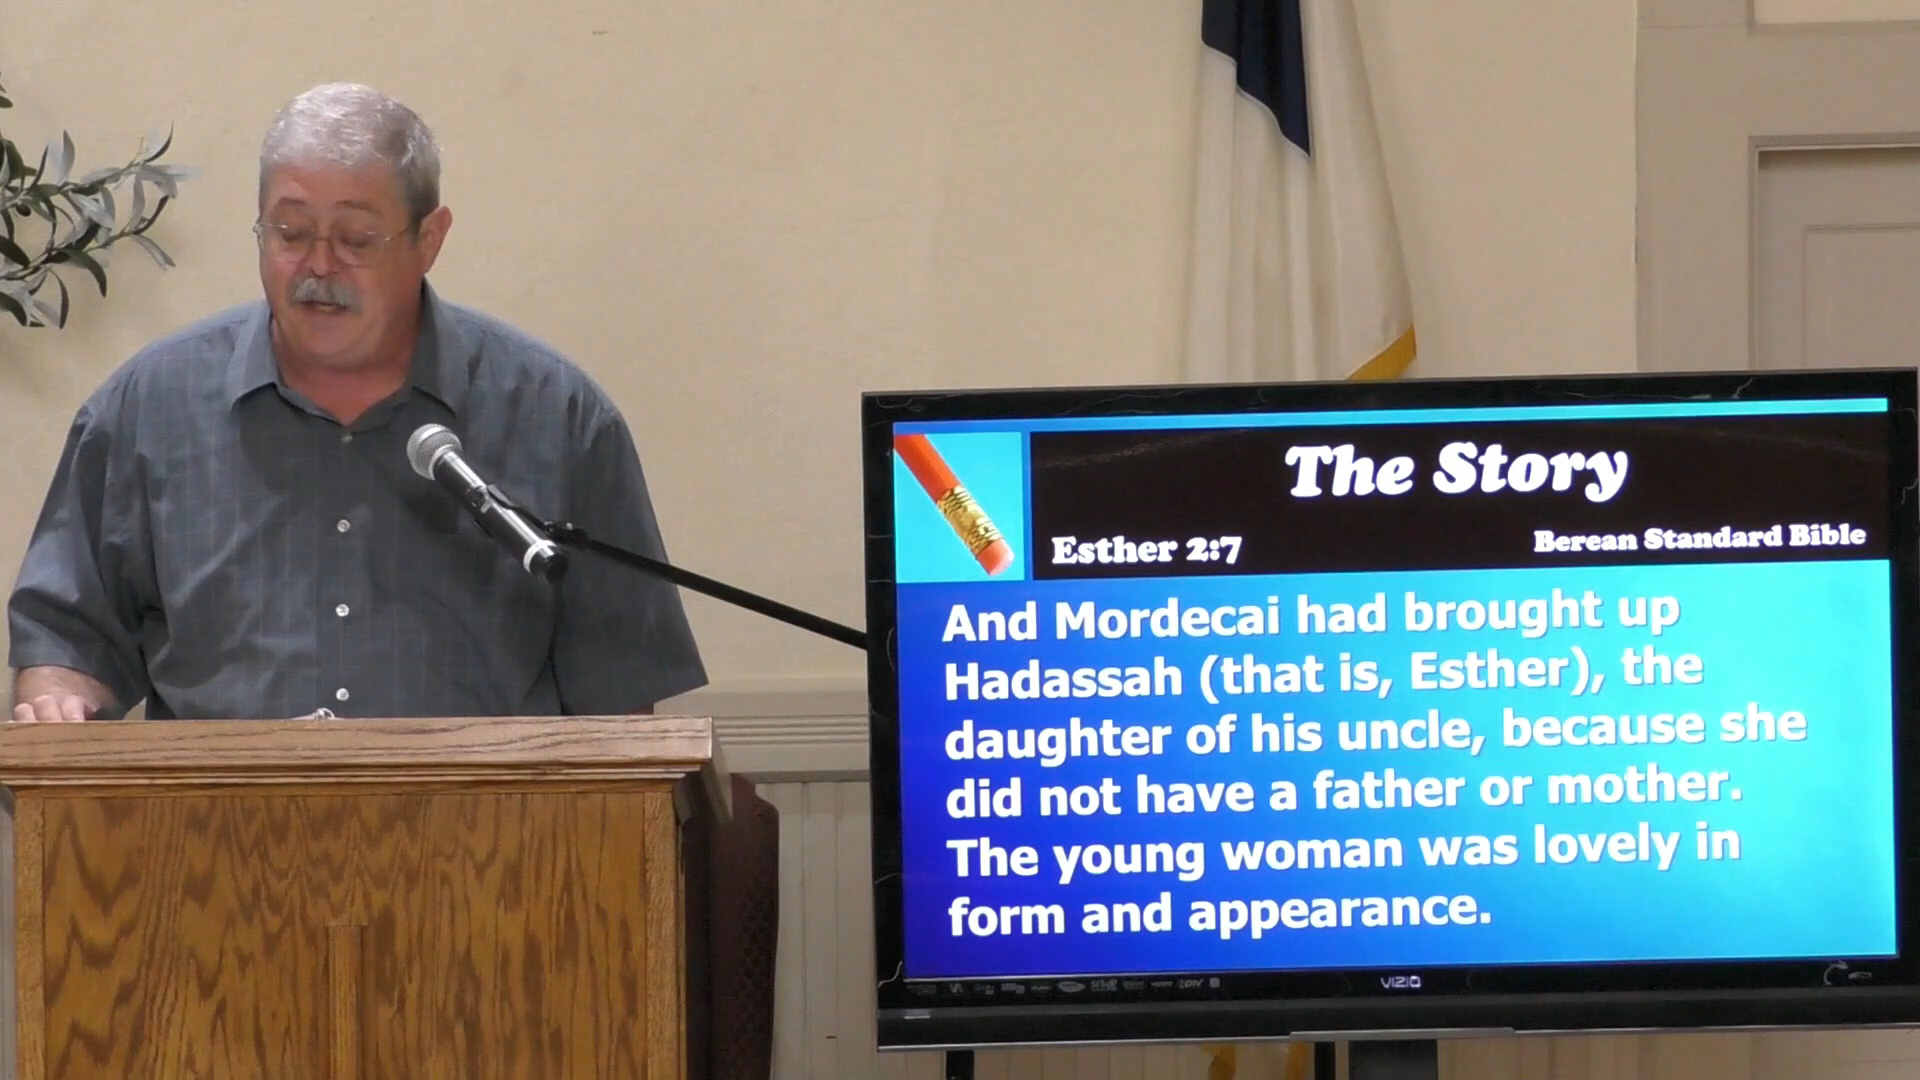 The Story
Esther 2:7
Berean Standard Bible
And Mordecai had brought up
Hadassah (that is, Esther), the
daughter of his uncle, because she
did not have a father or mother.
The young woman was lovely in
form and appearance.
VIZIO